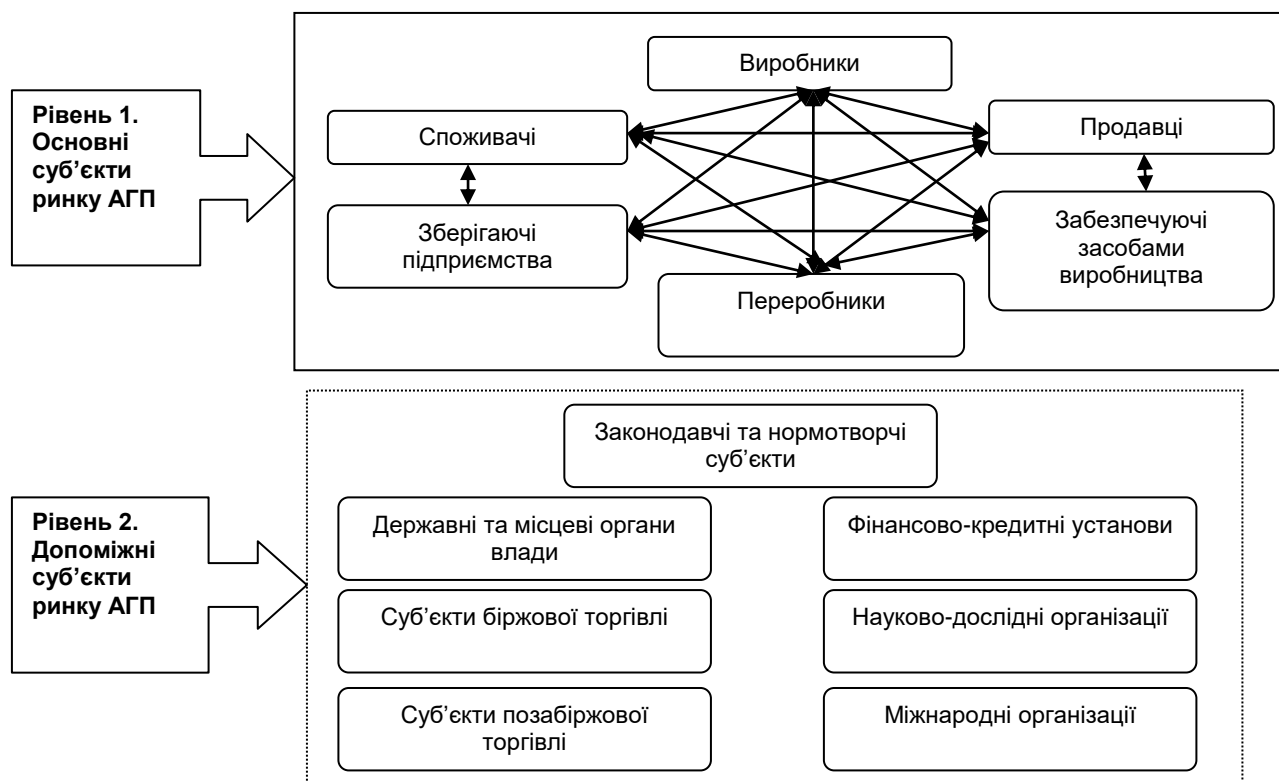 Рівень 1.
Основні
суб’єкти
ринку АГП
Виробники
Споживачі
Продавці
Зберігаючі
підприємства
Забезпечуючі
засобами
виробництва
Переробники
Рівень 2.
Допоміжні
суб’єкти
ринку АГП
Законодавчі та нормотворчі
суб’єкти
Державні та місцеві органи
влади
Фінансово-кредитні установи
Суб’єкти біржової торгівлі
Науково-дослідні організації
Суб’єкти позабіржової
торгівлі
Міжнародні організації